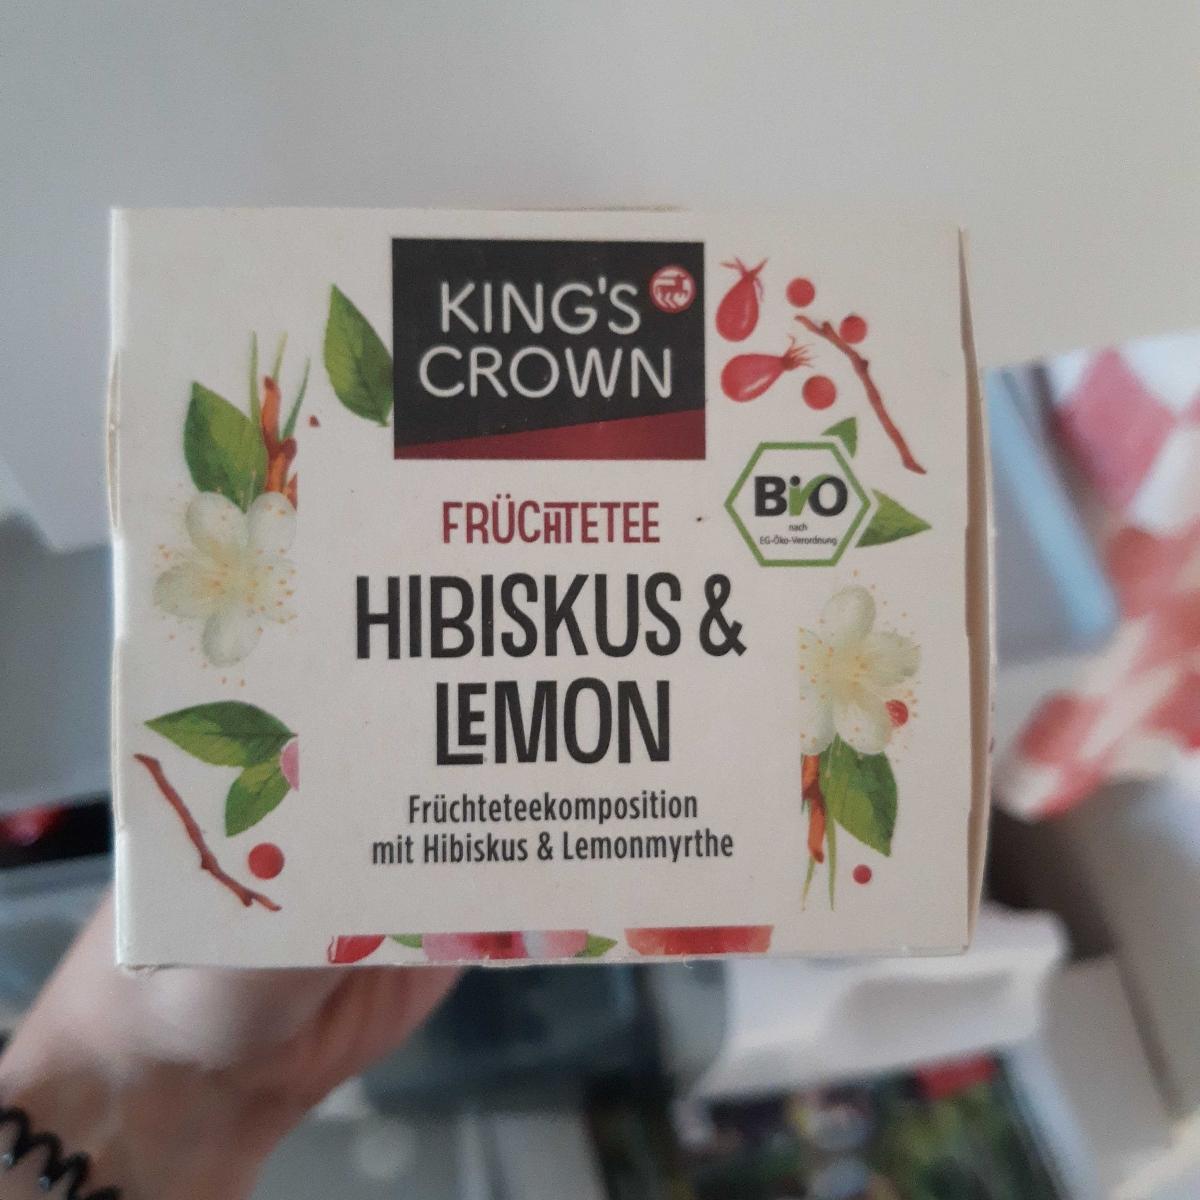 KING'S
CROWN
FRÜCHTETEE
BiO
nach
EG-Öko-Verordnung
HIBISKUS &
LEMON
Früchteteekomposition
mit Hibiskus & Lemonmyrthe